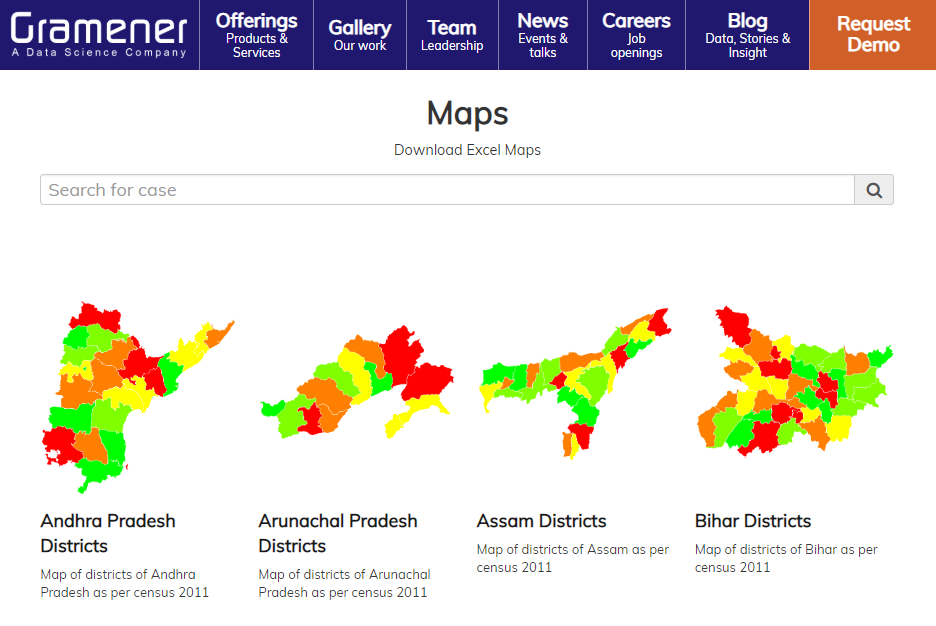 Gramener
A Data Science Company
Offerings
Products &
Services
Gallery
Our work
Team
Leadership
News
Events &
talks
Careers
Job
openings
Blog
Data, Stories &
Insight
Request
Demo
Maps
Download Excel Maps
Search for case
Andhra Pradesh
Districts
Map of districts of Andhra
Pradesh as per census 2011
Arunachal Pradesh
Districts
Map of districts of Arunachal
Pradesh as per census 2011
Assam Districts
Map of districts of Assam as per
census 2011
Bihar Districts
Map of districts of Bihar as per
census 2011